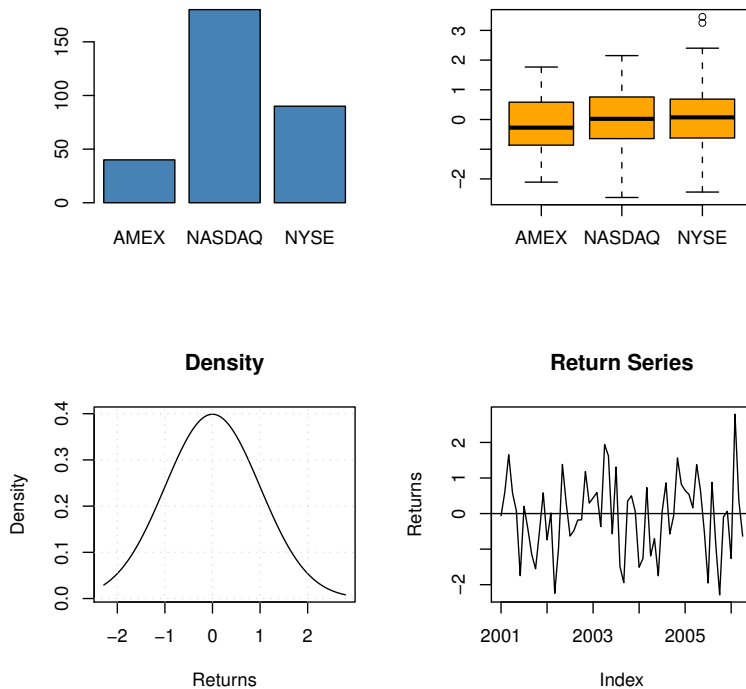 0 50 100 150
AMEX NASDAQ NYSE
−2 0 1 2 3
AMEX NASDAQ NYSE
Density
Density
0.0 0.1 0.2 0.3 0.4
−2 −1 0 1 2
Returns
Return Series
Returns
−2 0 1 2
2001 2003 2005
Index